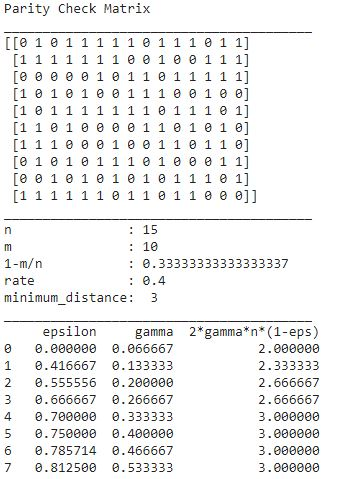 Parity Check Matrix
[[0 1 0 1 1 1 1 1 0 1 1 1 0 1 1]
[1 1 1 1 1 1 1 1 0 0 1 0 0 1 1 1]
[0 0 0 0 0 1 0 1 1 0 1 1 1 1 1]
[1 0 1 0 1 0 0 1 1 1 0 0 1 0 0]
[1 0 1 1 1 1 1 1 1 0 1 1 0 0 1]
[1 1 0 1 0 0 0 0 1 1 0 1 0 1 0]
[1 1 1 0 0 0 1 0 0 1 1 0 1 1 0]
[0 1 0 1 0 1 1 1 0 1 0 0 0 1 1]
[0 0 1 0 1 0 1 0 1 0 1 1 1 0 1]
[1 1 1 1 1 1 0 1 1 0 1 1 0 0 0]]
n : 15
m : 10
1-m/n : 0.33333333333333337
rate : 0.4
minimum_distance: 3
epsilon gamma 2*gamma*n*(1-eps)
0 0.000000 0.066667 2.000000
1 0.416667 0.133333 2.333333
2 0.555556 0.200000 2.666667
3 0.666667 0.266667 2.666667
4 0.700000 0.333333 3.000000
5 0.750000 0.400000 3.000000
6 0.785714 0.466667 3.000000
7 0.812500 0.533333 3.000000